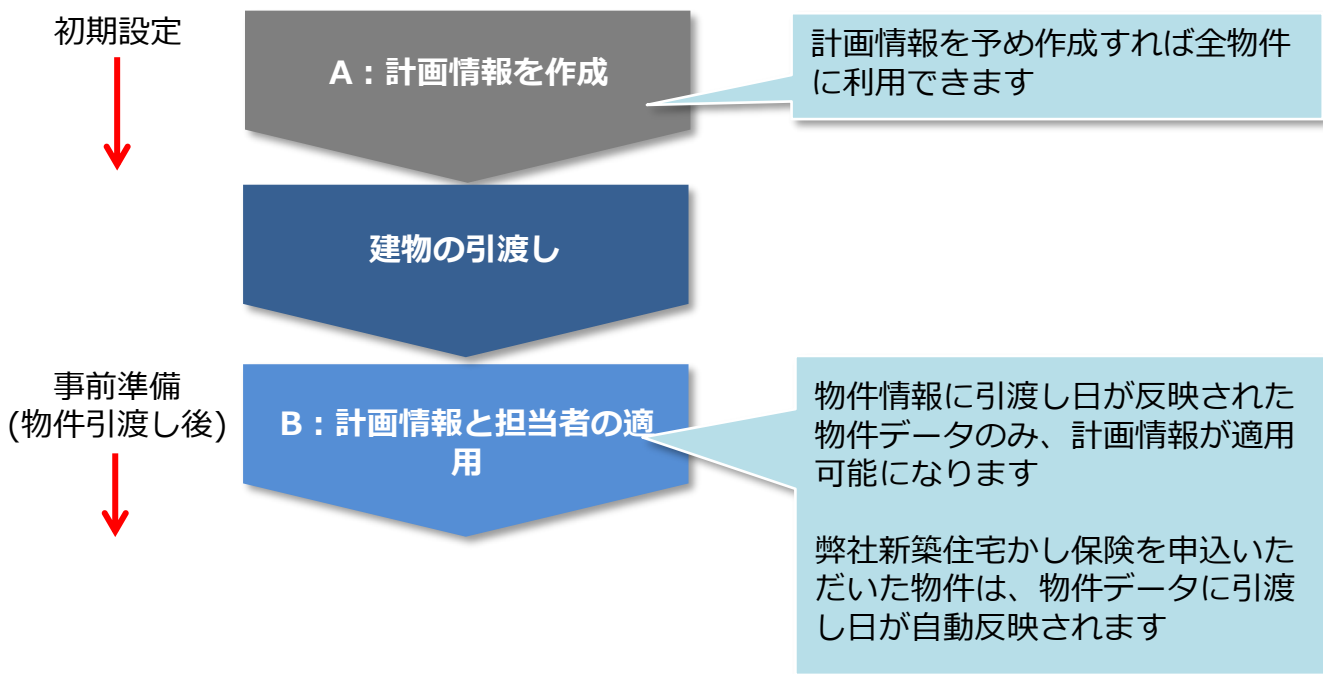 初期設定
A：計画情報を作成
計画情報を予め作成すれば全物件
に利用できます
建物の引渡し
事前準備
(物件引渡し後)
B：計画情報と担当者の適
用
物件情報に引渡し日が反映された
物件データのみ、計画情報が適用
可能になります
弊社新築住宅かし保険を申込いた
だいた物件は、物件データに引渡
し日が自動反映されます